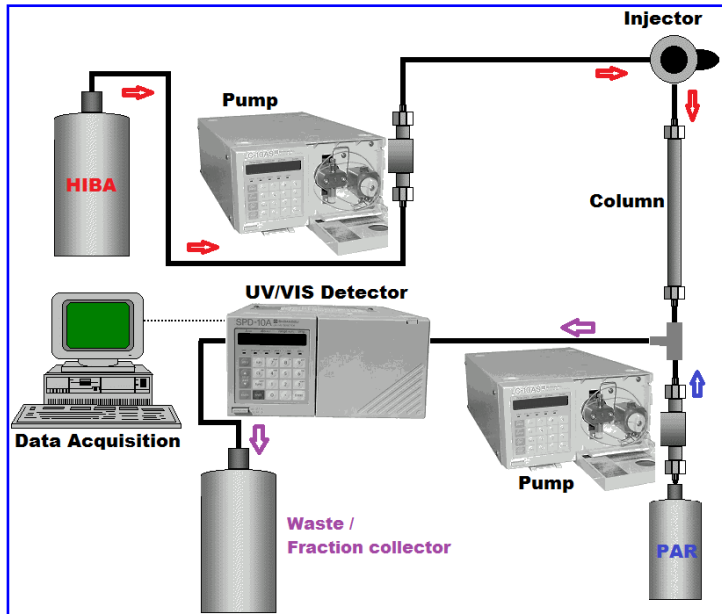 Injector
Pump
HIBA
Column
UV/VIS Detector
SPD-10A
Data Acquisition
Pump
Waste /
Fraction collector
PAR